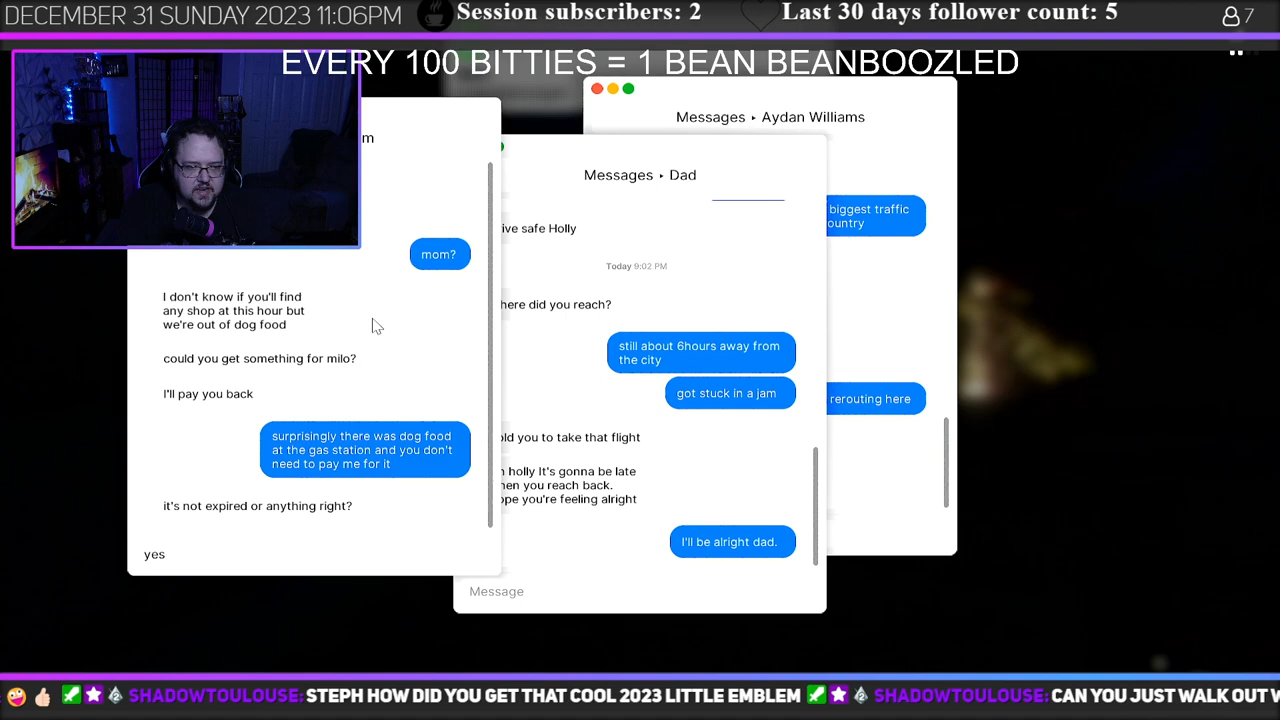 DECEMBER 31 SUNDAY 2023 11:06PM
Session subscribers: 2
Last 30 days follower count: 5
7
EVERY 100 BITTIES = 1 BEAN BEANBOOZLED
m
mom?
I don't know if you'll find
any shop at this hour but
we're out of dog food
could you get something for milo?
I'll pay you back
surprisingly there was dog food
at the gas station and you don't
need to pay me for it
it's not expired or anything right?
yes
Messages ▸ Dad
ive safe Holly
Today 9:02 PM
here did you reach?
still about 6hours away from
the city
got stuck in a jam
old you to take that flight
h holly It's gonna be late
hen you reach back.
ope you're feeling alright
I'll be alright dad.
Message
Messages ▸ Aydan Williams
biggest traffic
ountry
rerouting here
SHADOWTOULOUSE: STEPH HOW DID YOU GET THAT COOL 2023 LITTLE EMBLEM
SHADOWTOULOUSE: CAN YOU JUST WALK OUT